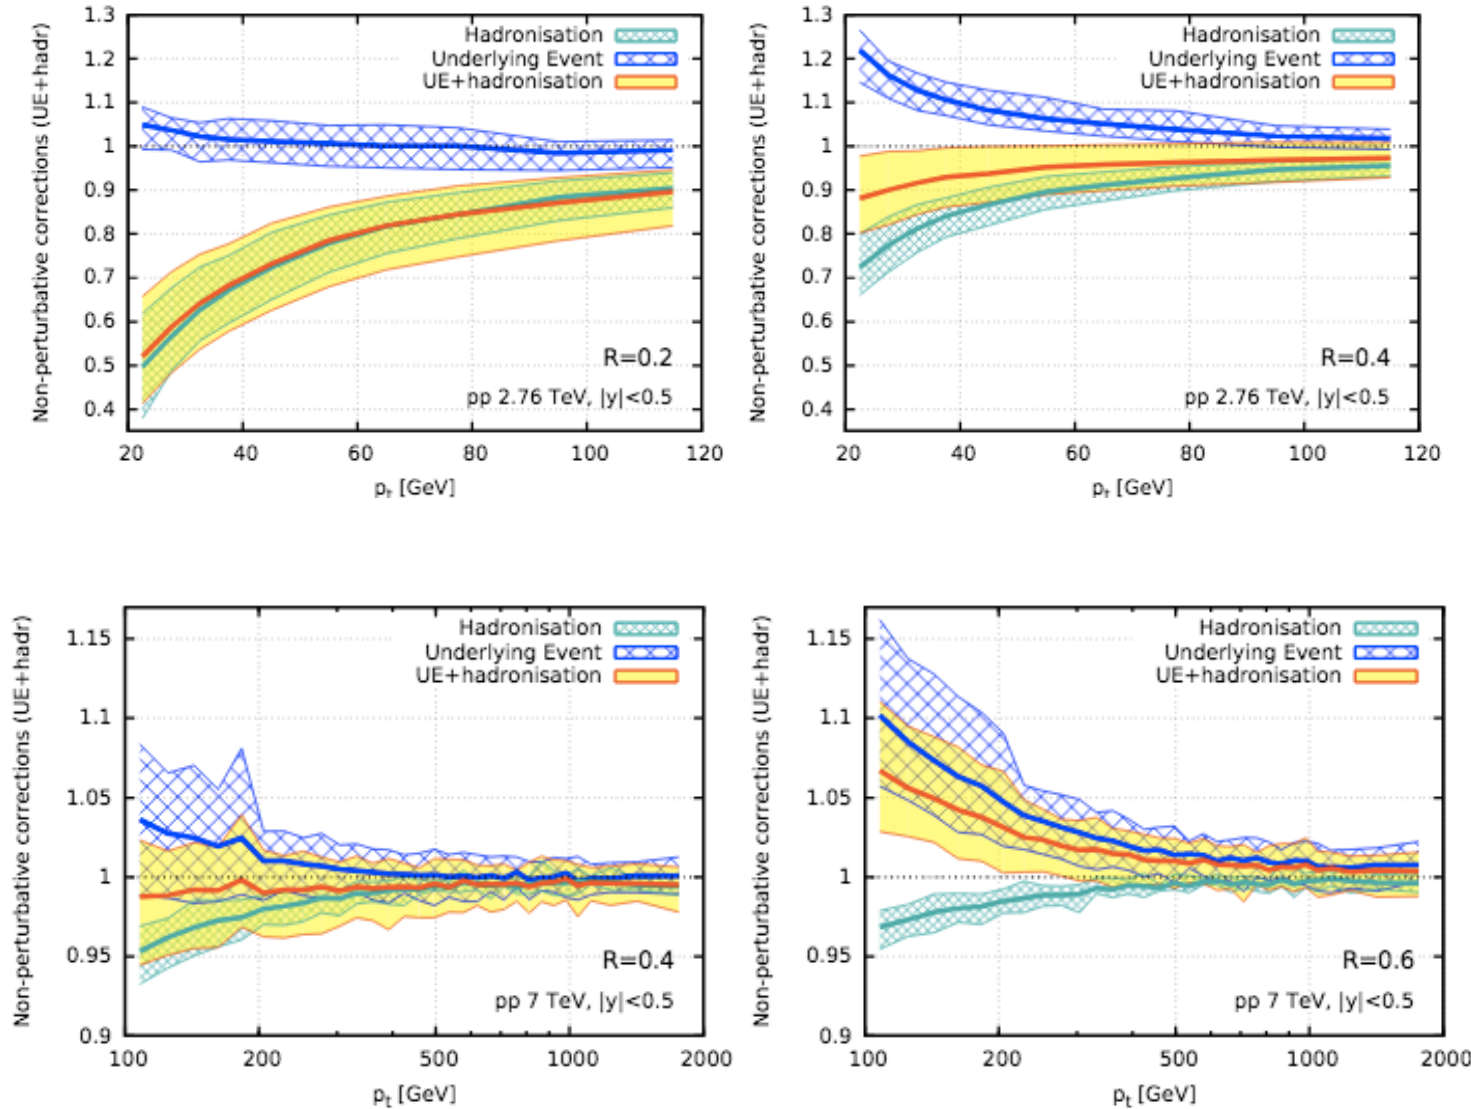 Non-perturbative corrections (UE+hadr)
1.3
1.2
1.1
1
0.9
0.8
0.7
0.6
0.5
0.4
Hadronisation
Underlying Event
UE+hadronisation
R=0.2
pp 2.76 TeV, |y|<0.5
20 40 60 80 100 120
p_t [GeV]
Non-perturbative corrections (UE+hadr)
1.3
1.2
1.1
1
0.9
0.8
0.7
0.6
0.5
0.4
Hadronisation
Underlying Event
UE+hadronisation
R=0.4
pp 2.76 TeV, |y|<0.5
20 40 60 80 100 120
p_t [GeV]
Non-perturbative corrections (UE+hadr)
1.15
1.1
1.05
1
0.95
0.9
Hadronisation
Underlying Event
UE+hadronisation
R=0.4
pp 7 TeV, |y|<0.5
100 200 500 1000 2000
p_t [GeV]
Non-perturbative corrections (UE+hadr)
1.15
1.1
1.05
1
0.95
0.9
Hadronisation
Underlying Event
UE+hadronisation
R=0.6
pp 7 TeV, |y|<0.5
100 200 500 1000 2000
p_t [GeV]